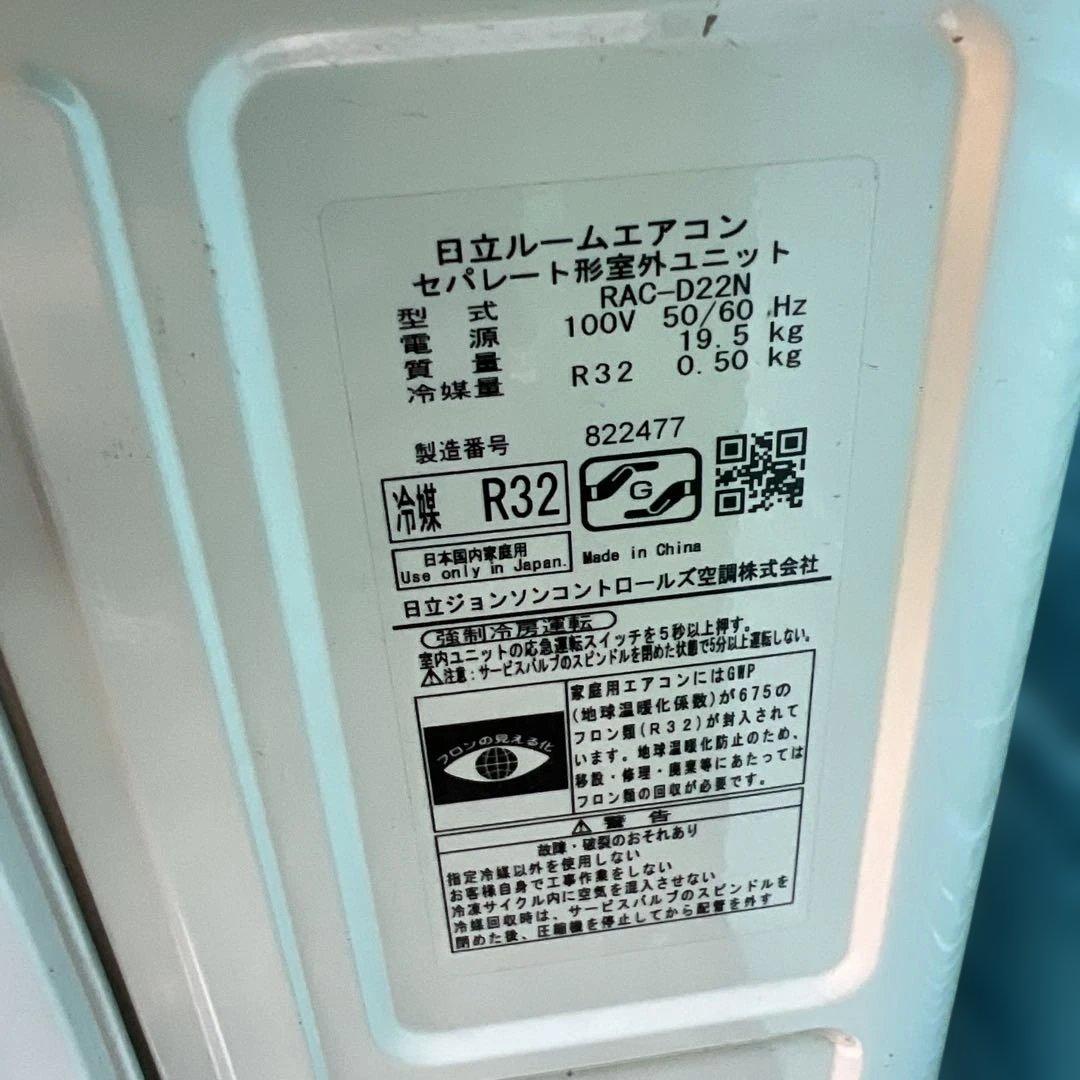 日立ルームエアコン
セパレート形室外ユニット
型式 RAC-D22N
電源 100V 50/60 Hz
質量 19.5 kg
冷媒量 R32 0.50 kg
製造番号 822477
冷媒 R32
G
日本国内家庭用
Use only in Japan.
Made in China
日立ジョンソンコントロールズ空調株式会社
強制冷房運転
室内ユニットの応急運転スイッチを5秒以上押す。
注意:サービスバルブのスピンドルを閉めた状態で5分以上運転しない。
フロンの見える化
家庭用エアコンにはGWP
(地球温暖化係数)が675の
フロン類(R32)が封入されて
います。地球温暖化防止のため、
移設・修理・廃棄等にあたっては
フロン類の回収が必要です。
警告
故障・破裂のおそれあり
指定冷媒以外を使用しない
お客様自身で工事作業をしない
冷凍サイクル内に空気を混入させない
冷媒回収時は、サービスバルブのスピンドルを
閉めた後、圧縮機を停止してから配管を外す